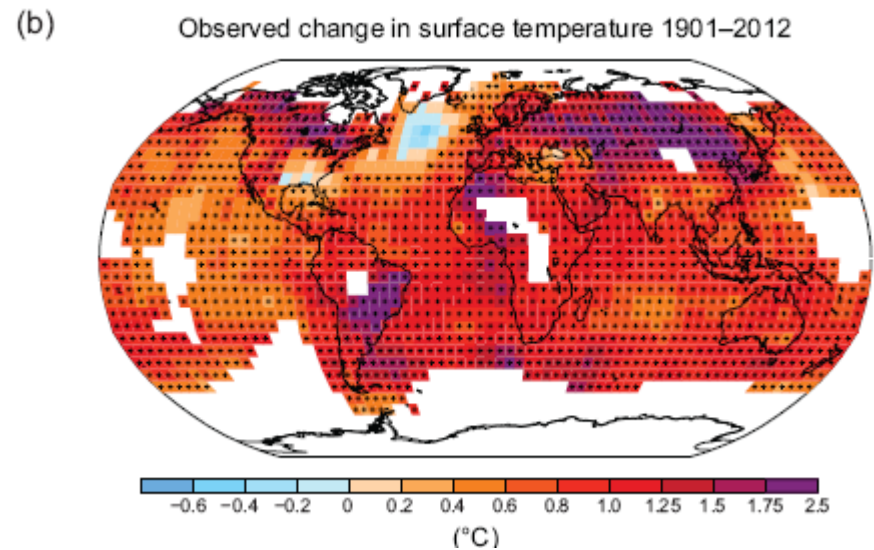 (b)
Observed change in surface temperature 1901–2012
−0.6 −0.4 −0.2 0 0.2 0.4 0.6 0.8 1.0 1.25 1.5 1.75 2.5
(°C)